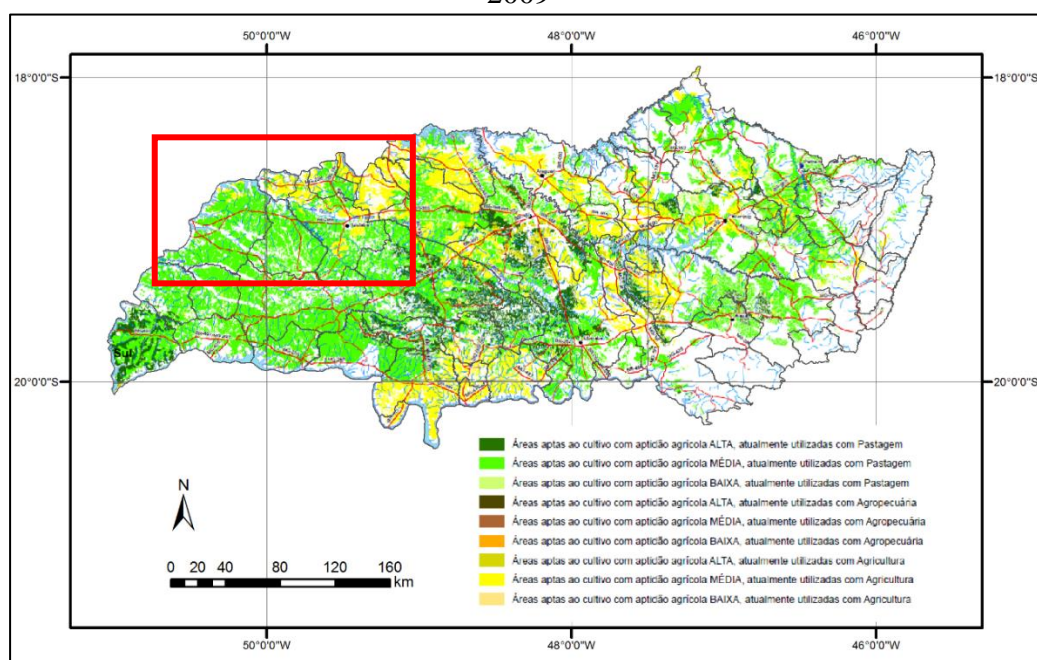 2009
50°0'0"W 48°0'0"W 46°0'0"W
18°0'0"S 18°0'0"S
20°0'0"S 20°0'0"S
Sul
Áreas aptas ao cultivo com aptidão agrícola ALTA, atualmente utilizadas com Pastagem
Áreas aptas ao cultivo com aptidão agrícola MÉDIA, atualmente utilizadas com Pastagem
Áreas aptas ao cultivo com aptidão agrícola BAIXA, atualmente utilizadas com Pastagem
Áreas aptas ao cultivo com aptidão agrícola ALTA, atualmente utilizadas com Agropecuária
Áreas aptas ao cultivo com aptidão agrícola MÉDIA, atualmente utilizadas com Agropecuária
Áreas aptas ao cultivo com aptidão agrícola BAIXA, atualmente utilizadas com Agropecuária
Áreas aptas ao cultivo com aptidão agrícola ALTA, atualmente utilizadas com Agricultura
Áreas aptas ao cultivo com aptidão agrícola MÉDIA, atualmente utilizadas com Agricultura
Áreas aptas ao cultivo com aptidão agrícola BAIXA, atualmente utilizadas com Agricultura
N
0 20 40 80 120 160
km
50°0'0"W 48°0'0"W 46°0'0"W